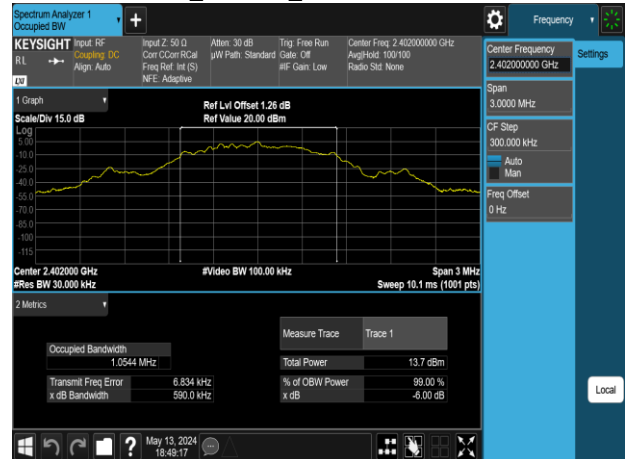 Spectrum Analyzer 1
Occupied BW
+
Frequency
KEYSIGHT
RL
LXI
Input: RF
Coupling: DC
Align: Auto
Input Z: 50 Ω
Corr CCorr RCal
Freq Ref: Int (S)
NFE: Adaptive
Atten: 30 dB
µW Path: Standard
Trig: Free Run
Gate: Off
#IF Gain: Low
Center Freq: 2.402000000 GHz
Avg|Hold: 100/100
Radio Std: None
Center Frequency
2.402000000 GHz
Settings
Span
3.0000 MHz
CF Step
300.000 kHz
Auto
Man
Freq Offset
0 Hz
Local
1 Graph
Scale/Div 15.0 dB
Ref Lvl Offset 1.26 dB
Ref Value 20.00 dBm
Log
5.00
-10.0
-25.0
-40.0
-55.0
-70.0
-85.0
-100
-115
Center 2.402000 GHz
#Res BW 30.000 kHz
#Video BW 100.00 kHz
Span 3 MHz
Sweep 10.1 ms (1001 pts)
2 Metrics
Measure Trace Trace 1
Occupied Bandwidth
1.0544 MHz
Total Power 13.7 dBm
Transmit Freq Error 6.834 kHz
% of OBW Power 99.00 %
x dB Bandwidth 590.0 kHz
x dB -6.00 dB
?
May 13, 2024
18:49:17